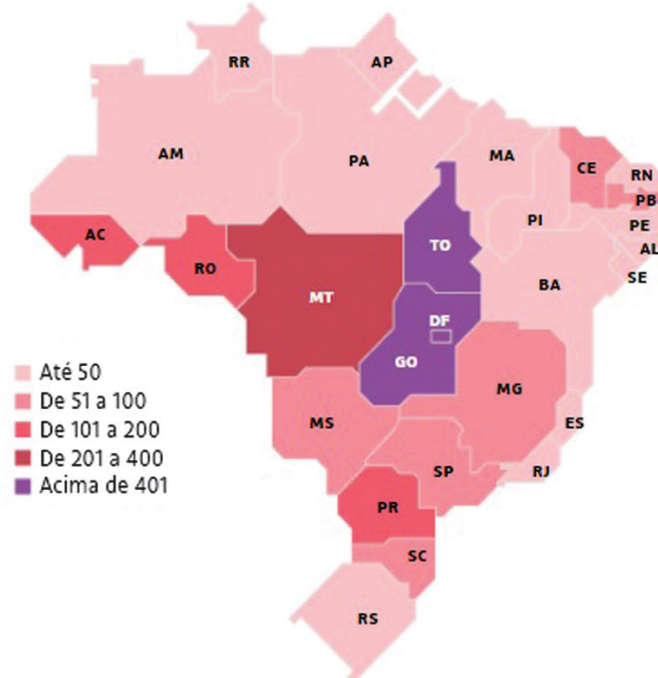 RR
AP
AM
PA
MA
CE
RN
PB
PI
PE
AL
SE
AC
RO
TO
BA
MT
DF
GO
MG
ES
MS
SP
RJ
PR
SC
RS
Até 50
De 51 a 100
De 101 a 200
De 201 a 400
Acima de 401